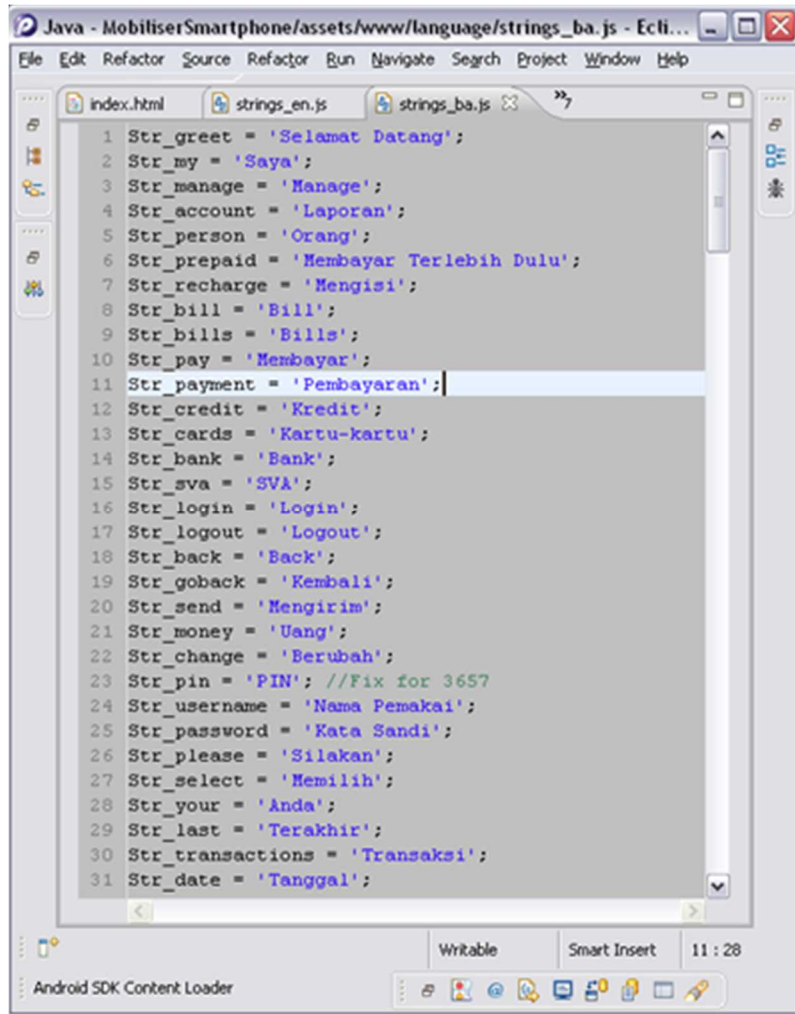 Java - MobiliserSmartphone/assets/www/language/strings_ba.js - Ecli...
File Edit Refactor Source Refactor Run Navigate Search Project Window Help
index.html strings_en.js strings_ba.js »7
1 Str_greet = 'Selamat Datang';
2 Str_my = 'Saya';
3 Str_manage = 'Manage';
4 Str_account = 'Laporan';
5 Str_person = 'Orang';
6 Str_prepaid = 'Membayar Terlebih Dulu';
7 Str_recharge = 'Mengisi';
8 Str_bill = 'Bill';
9 Str_bills = 'Bills';
10 Str_pay = 'Membayar';
11 Str_payment = 'Pembayaran';
12 Str_credit = 'Kredit';
13 Str_cards = 'Kartu-kartu';
14 Str_bank = 'Bank';
15 Str_sva = 'SVA';
16 Str_login = 'Login';
17 Str_logout = 'Logout';
18 Str_back = 'Back';
19 Str_goback = 'Kembali';
20 Str_send = 'Mengirim';
21 Str_money = 'Uang';
22 Str_change = 'Berubah';
23 Str_pin = 'PIN'; //Fix for 3657
24 Str_username = 'Nama Pemakai';
25 Str_password = 'Kata Sandi';
26 Str_please = 'Silakan';
27 Str_select = 'Memilih';
28 Str_your = 'Anda';
29 Str_last = 'Terakhir';
30 Str_transactions = 'Transaksi';
31 Str_date = 'Tanggal';
Writable Smart Insert 11 : 28
Android SDK Content Loader